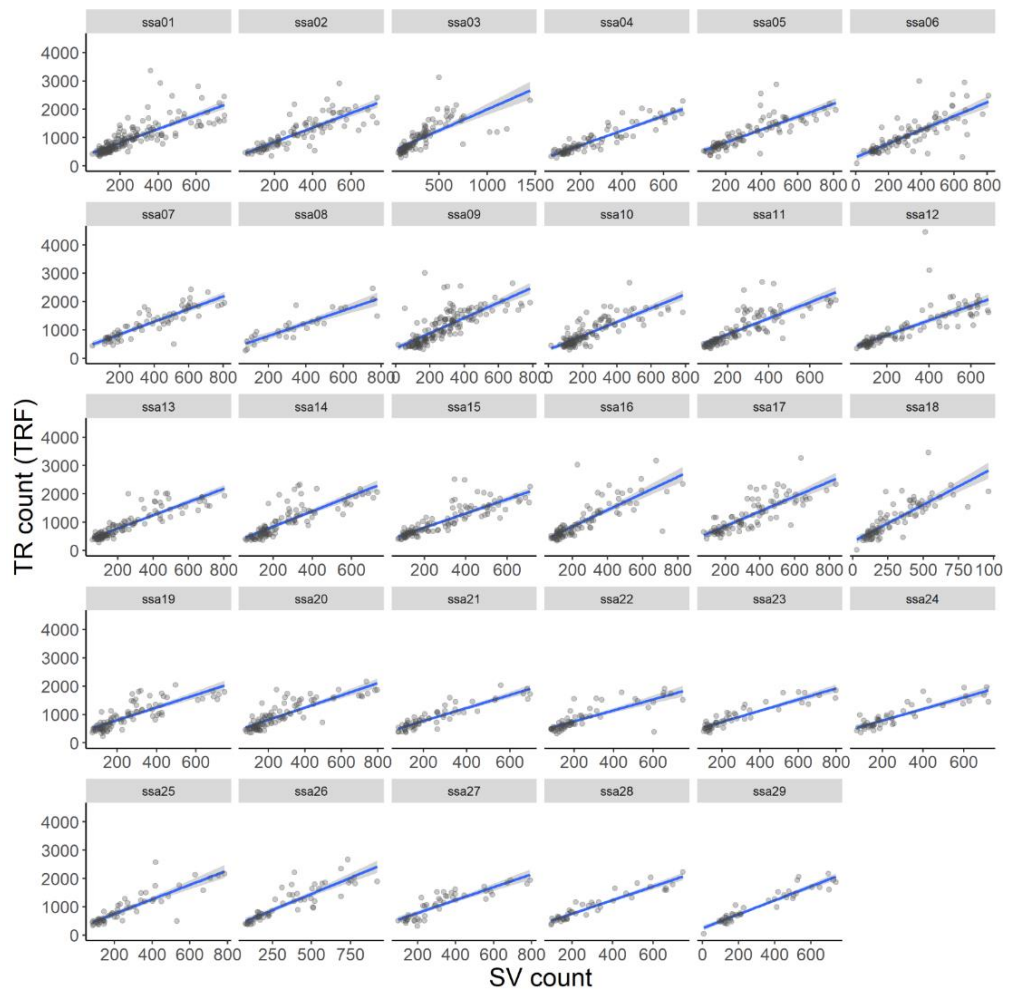 ssa01 ssa02 ssa03 ssa04 ssa05 ssa06
4000
3000
2000
1000
0
200 400 600 200 400 600 500 1000 1500 200 400 600 200 400 600 800 0 200 400 600 800
ssa07 ssa08 ssa09 ssa10 ssa11 ssa12
4000
3000
2000
1000
0
200 400 600 800 200 400 600 800 0 200 400 600 800 0 200 400 600 800 200 400 600 200 400 600
ssa13 ssa14 ssa15 ssa16 ssa17 ssa18
4000
3000
2000
1000
0
200 400 600 800 200 400 600 200 400 600 200 400 600 800 200 400 600 800 0 250 500 750 100
ssa19 ssa20 ssa21 ssa22 ssa23 ssa24
4000
3000
2000
1000
0
200 400 600 200 400 600 800 200 400 600 200 400 600 200 400 600 800 200 400 600
ssa25 ssa26 ssa27 ssa28 ssa29
4000
3000
2000
1000
0
200 400 600 800 250 500 750 200 400 600 800 200 400 600 0 200 400 600
TR count (TRF)
SV count